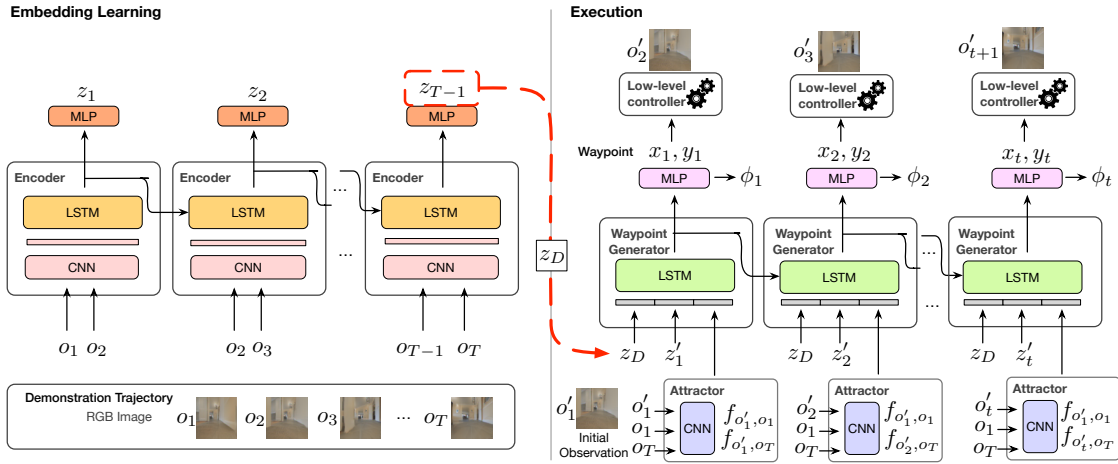 Embedding Learning
z_1
z_2
z_{T-1}
MLP
MLP
MLP
Encoder
Encoder
...
Encoder
LSTM
LSTM
LSTM
CNN
CNN
...
CNN
o_1 o_2
o_2 o_3
o_{T-1} o_T
Demonstration Trajectory
RGB Image
o_1
o_2
o_3
...
o_T
z_D
Execution
o'_2
o'_3
o'_{t+1}
Low-level
controller
Low-level
controller
Low-level
controller
Waypoint
x_1, y_1
x_2, y_2
x_t, y_t
MLP
ϕ_1
MLP
ϕ_2
MLP
ϕ_t
Waypoint
Generator
Waypoint
Generator
...
Waypoint
Generator
LSTM
LSTM
LSTM
...
z_D z'_1
z_D z'_2
z_D z'_t
o'_1
Initial
Observation
Attractor
o'_1
o_1
o_T
CNN
f_{o'_1,o_1}
f_{o'_1,o_T}
Attractor
o'_2
o_1
o_T
CNN
f_{o'_1,o_1}
f_{o'_2,o_T}
Attractor
o'_t
o_1
o_T
CNN
f_{o'_1,o_1}
f_{o'_t,o_T}